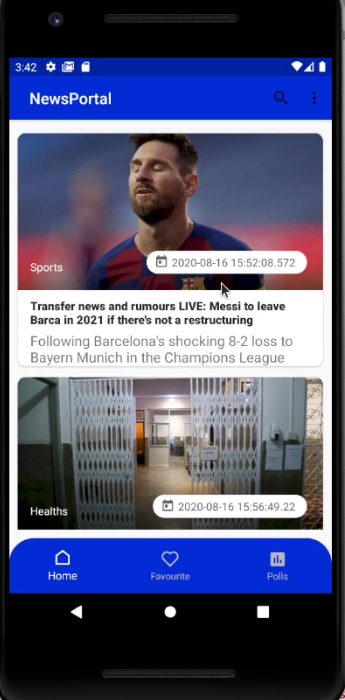 3:42
NewsPortal
Sports
2020-08-16 15:52:08.572
Transfer news and rumours LIVE: Messi to leave
Barca in 2021 if there's not a restructuring
Following Barcelona's shocking 8-2 loss to
Bayern Munich in the Champions League
Healths
2020-08-16 15:56:49.22
Home
Favourite
Polls